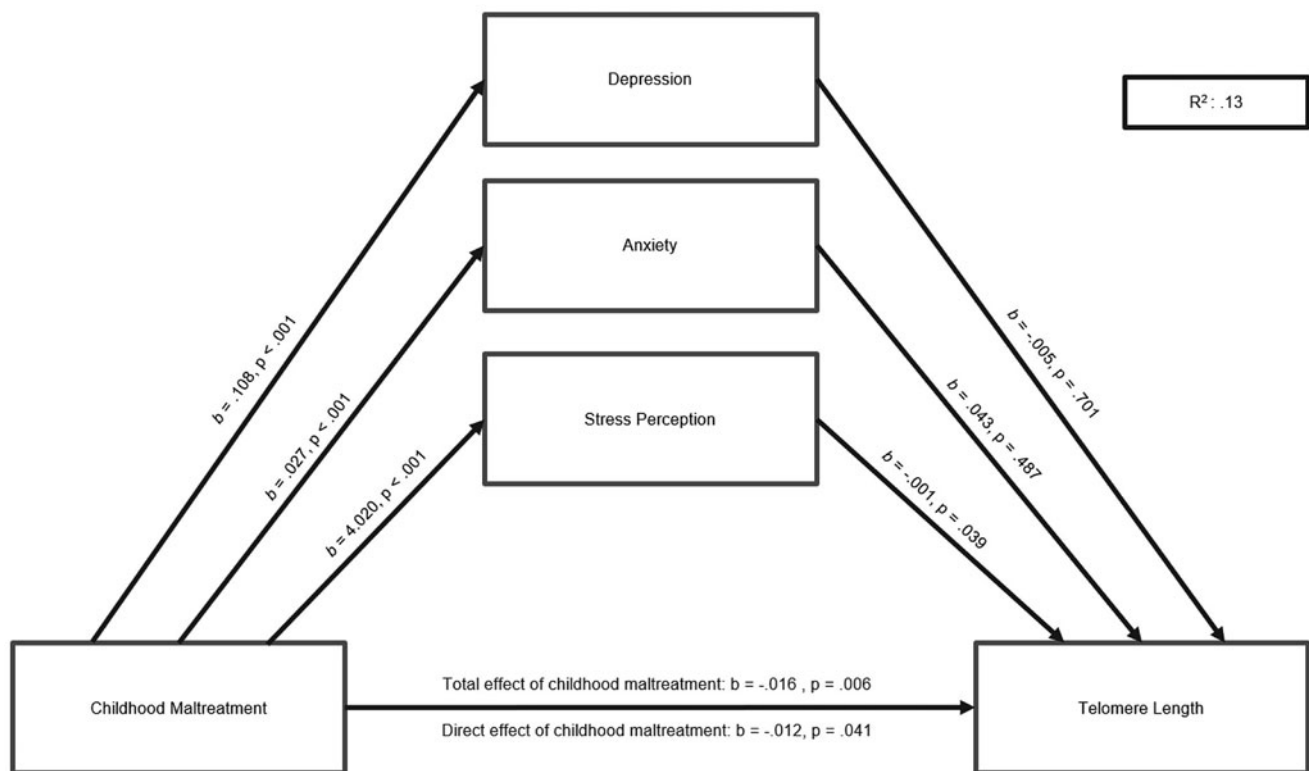 Depression
R² : .13
Anxiety
Stress Perception
b = .108, p < .001
b = .027, p < .001
b = 4.020, p < .001
b = -.005, p = .701
b = .043, p = .487
b = -.001, p = .039
Childhood Maltreatment
Total effect of childhood maltreatment: b = -.016 , p = .006
Direct effect of childhood maltreatment: b = -.012, p = .041
Telomere Length